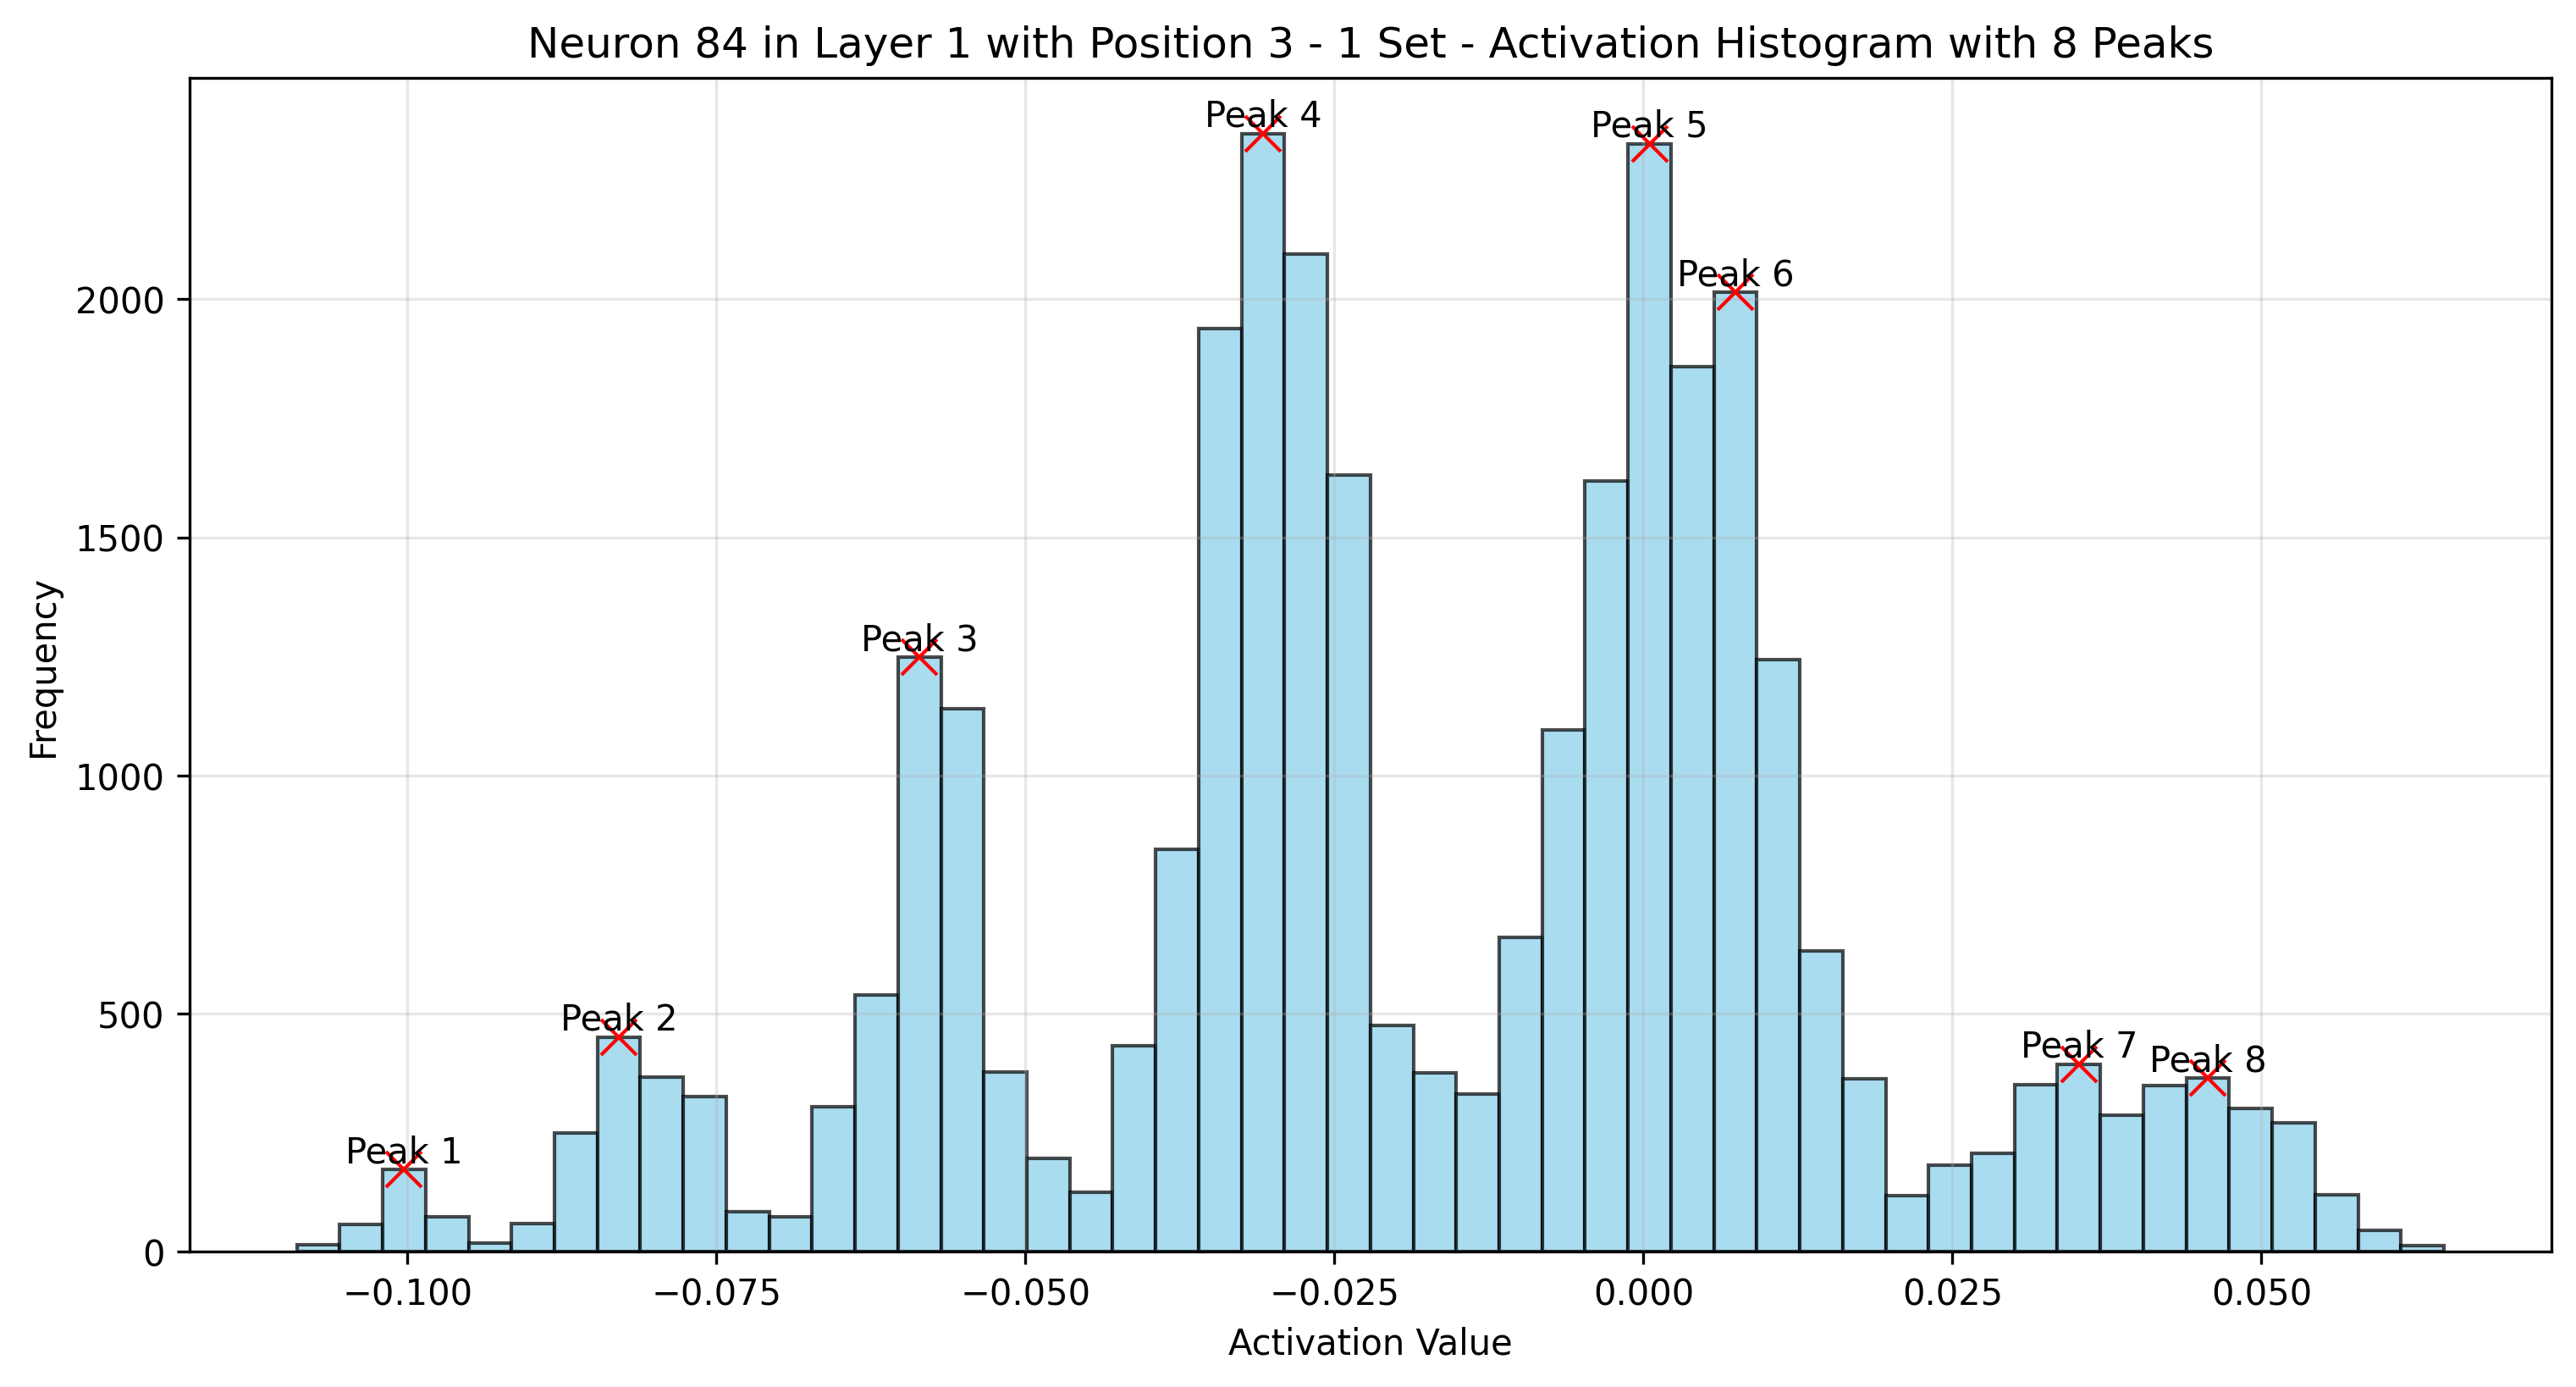 Neuron 84 in Layer 1 with Position 3 - 1 Set - Activation Histogram with 8 Peaks
Peak 4
Peak 5
Peak 6
Peak 3
Peak 2
Peak 7
Peak 8
Peak 1
Frequency
2000
1500
1000
500
0
−0.100
−0.075
−0.050
−0.025
0.000
0.025
0.050
Activation Value